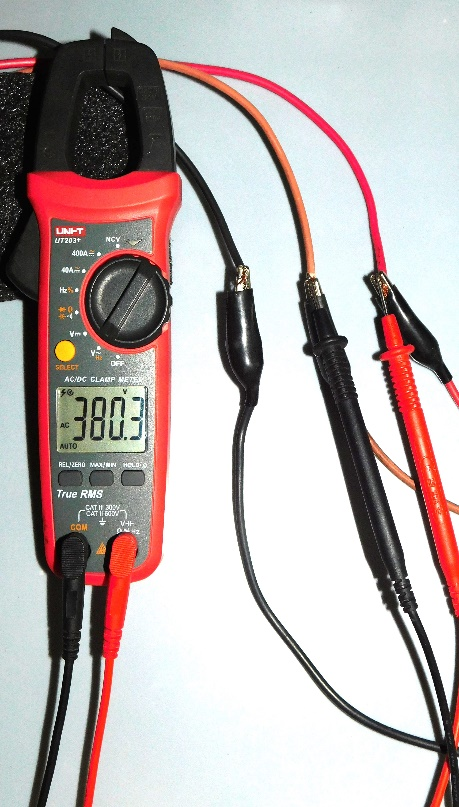 UNI-T
UT203+
NCV
400A
40A
Hz%
V
V
Hz
OFF
SELECT
AC/DC CLAMP METER
V
AC 380.3
AUTO
REL/ZERO MAX/MIN HOLD
True RMS
CAT III 300V
CAT II 600V
COM